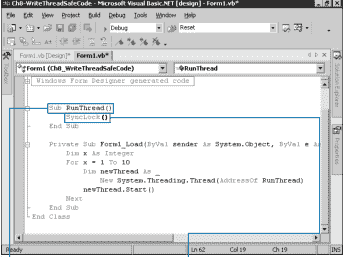 Ch8_WriteThreadSafeCode - Microsoft Visual Basic.NET [design] - Form1.vb*
File Edit View Project Build Debug Tools Window Help
Debug Reset
Form1.vb [Design]* Form1.vb*
Form1 (Ch8_WriteThreadSafeCode) RunThread
Windows Form Designer generated code
Sub RunThread()
SyncLock()
End Sub
Private Sub Form1_Load(ByVal sender As System.Object, ByVal e As
Dim x As Integer
For x = 1 To 10
Dim newThread As _
New System.Threading.Thread(AddressOf RunThread)
newThread.Start()
Next
End Sub
End Class
Ready Ln 62 Col 19 Ch 19 INS